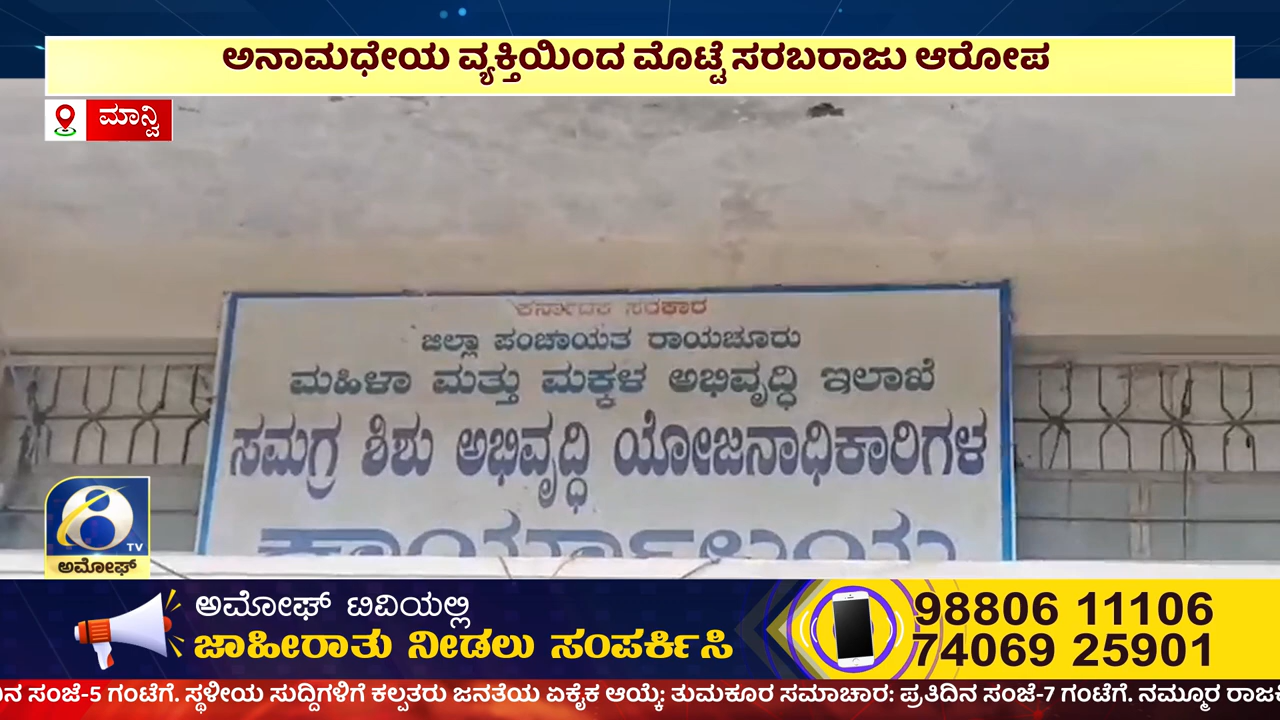 ಅನಾಮಧೇಯ ವ್ಯಕ್ತಿಯಿಂದ ಮೊಟ್ಟೆ ಸರಬರಾಜು ಆರೋಪ
ಮಾನ್ವಿ
ಕರ್ನಾಟಕ ಸರಕಾರ
ಜಿಲ್ಲಾ ಪಂಚಾಯತ ರಾಯಚೂರು
ಮಹಿಳಾ ಮತ್ತು ಮಕ್ಕಳ ಅಭಿವೃದ್ಧಿ ಇಲಾಖೆ
ಸಮಗ್ರ ಶಿಶು ಅಭಿವೃದ್ಧಿ ಯೋಜನಾಧಿಕಾರಿಗಳ
ಕಾರ್ಯಾಲಯ
TV
ಅಮೋಘ್
ಅಮೋಘ್ ಟಿವಿಯಲ್ಲಿ
ಜಾಹೀರಾತು ನೀಡಲು ಸಂಪರ್ಕಿಸಿ
98806 11106
74069 25901
ಸಂಜೆ-5 ಗಂಟೆಗೆ. ಸ್ಥಳೀಯ ಸುದ್ದಿಗಳಿಗೆ ಕಲ್ಪತರು ಜನತೆಯ ಏಕೈಕ ಆಯ್ಕೆ ತುಮಕೂರ ಸಮಾಚಾರ: ಪ್ರತಿದಿನ ಸಂಜೆ-7 ಗಂಟೆಗೆ. ನಮ್ಮೂರ